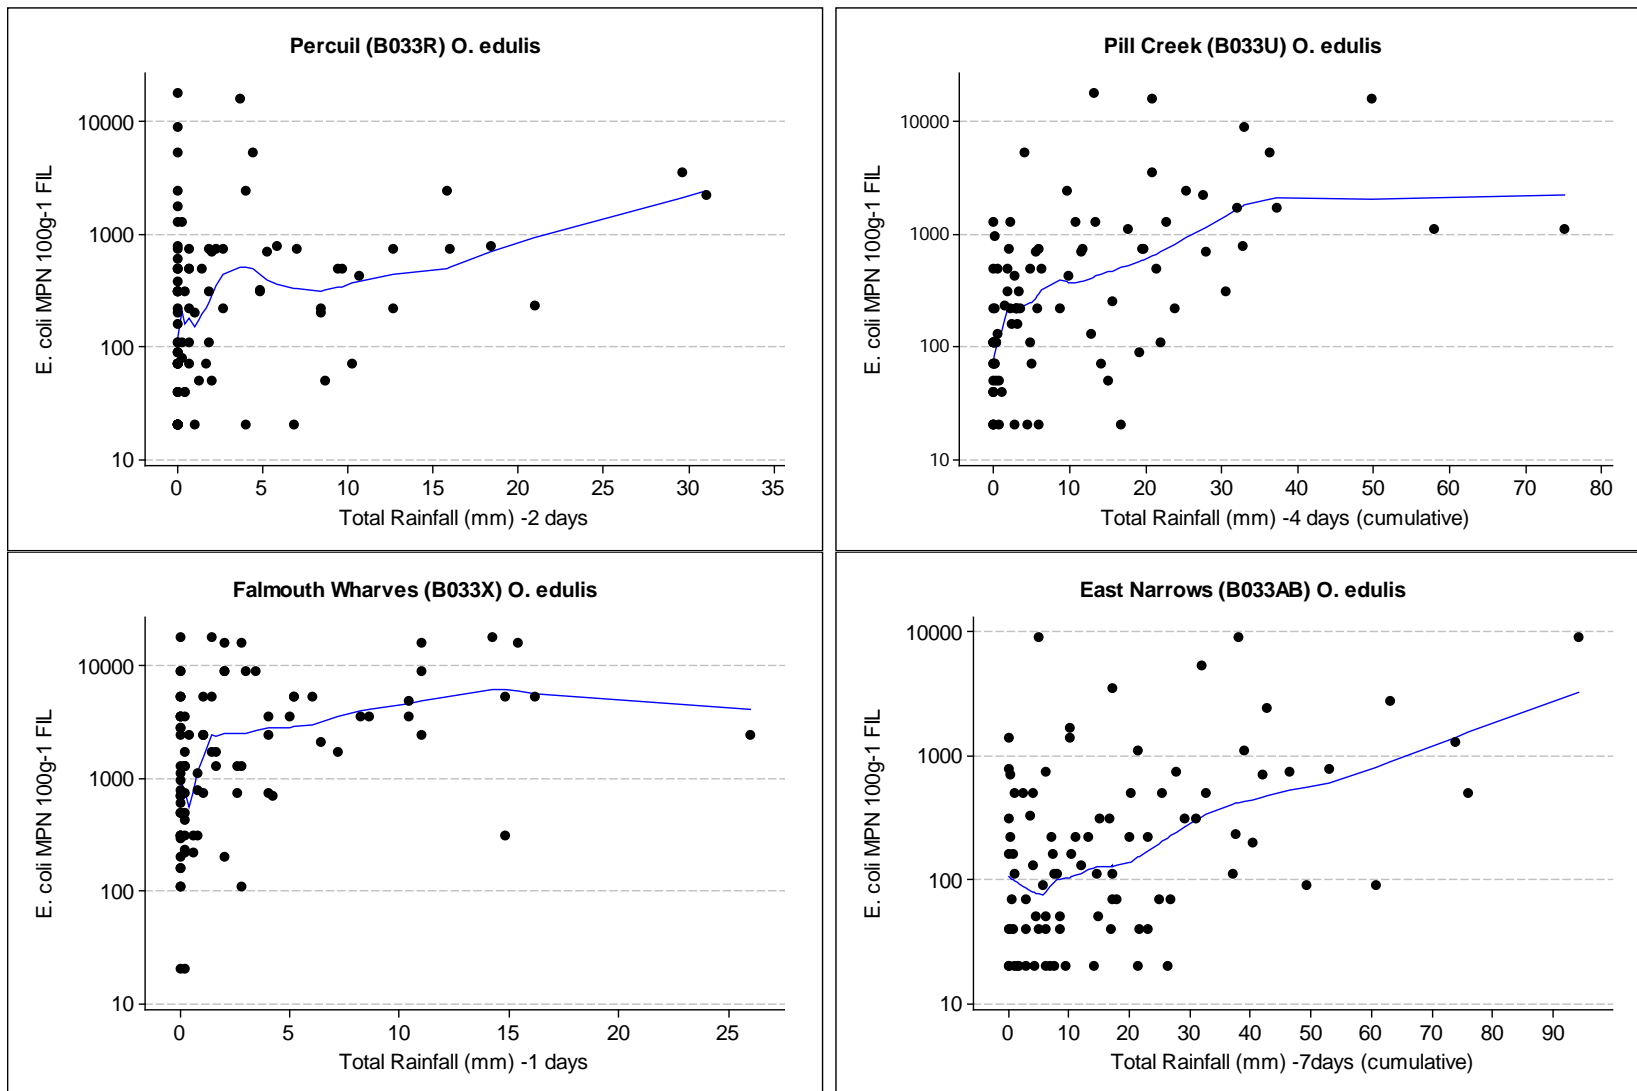 Percuil (B033R) O. edulis
E. coli MPN 100g-1 FIL
10000
1000
100
10
0 5 10 15 20 25 30 35
Total Rainfall (mm) -2 days
Pill Creek (B033U) O. edulis
E. coli MPN 100g-1 FIL
10000
1000
100
10
0 10 20 30 40 50 60 70 80
Total Rainfall (mm) -4 days (cumulative)
Falmouth Wharves (B033X) O. edulis
E. coli MPN 100g-1 FIL
10000
1000
100
10
0 5 10 15 20 25
Total Rainfall (mm) -1 days
East Narrows (B033AB) O. edulis
E. coli MPN 100g-1 FIL
10000
1000
100
10
0 10 20 30 40 50 60 70 80 90
Total Rainfall (mm) -7days (cumulative)